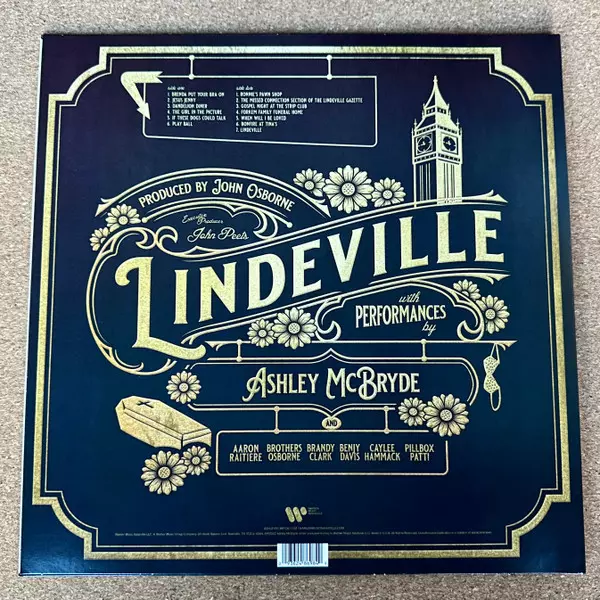 side one
1. BRENDA PUT YOUR BRA ON
2. JESUS JENNY
3. DANDELION DINER
4. THE GIRL IN THE PICTURE
5. IF THESE DOGS COULD TALK
6. PLAY BALL
side two
1. RONNIE'S PAWN SHOP
2. THE MISSED CONNECTION SECTION OF THE LINDEVILLE GAZETTE
3. GOSPEL NIGHT AT THE STRIP CLUB
4. FORKEM FAMILY FUNERAL HOME
5. WHEN WILL I BE LOVED
6. BONFIRE AT TINA'S
7. LINDEVILLE
PRODUCED BY JOHN OSBORNE
Executive Producer
John Peets
LINDEVILLE
with
PERFORMANCES
by
ASHLEY MCBRYDE
AND
AARON RAITIERE
BROTHERS OSBORNE
BRANDY CLARK
BENJY DAVIS
CAYLEE HAMMACK
PILLBOX PATTI